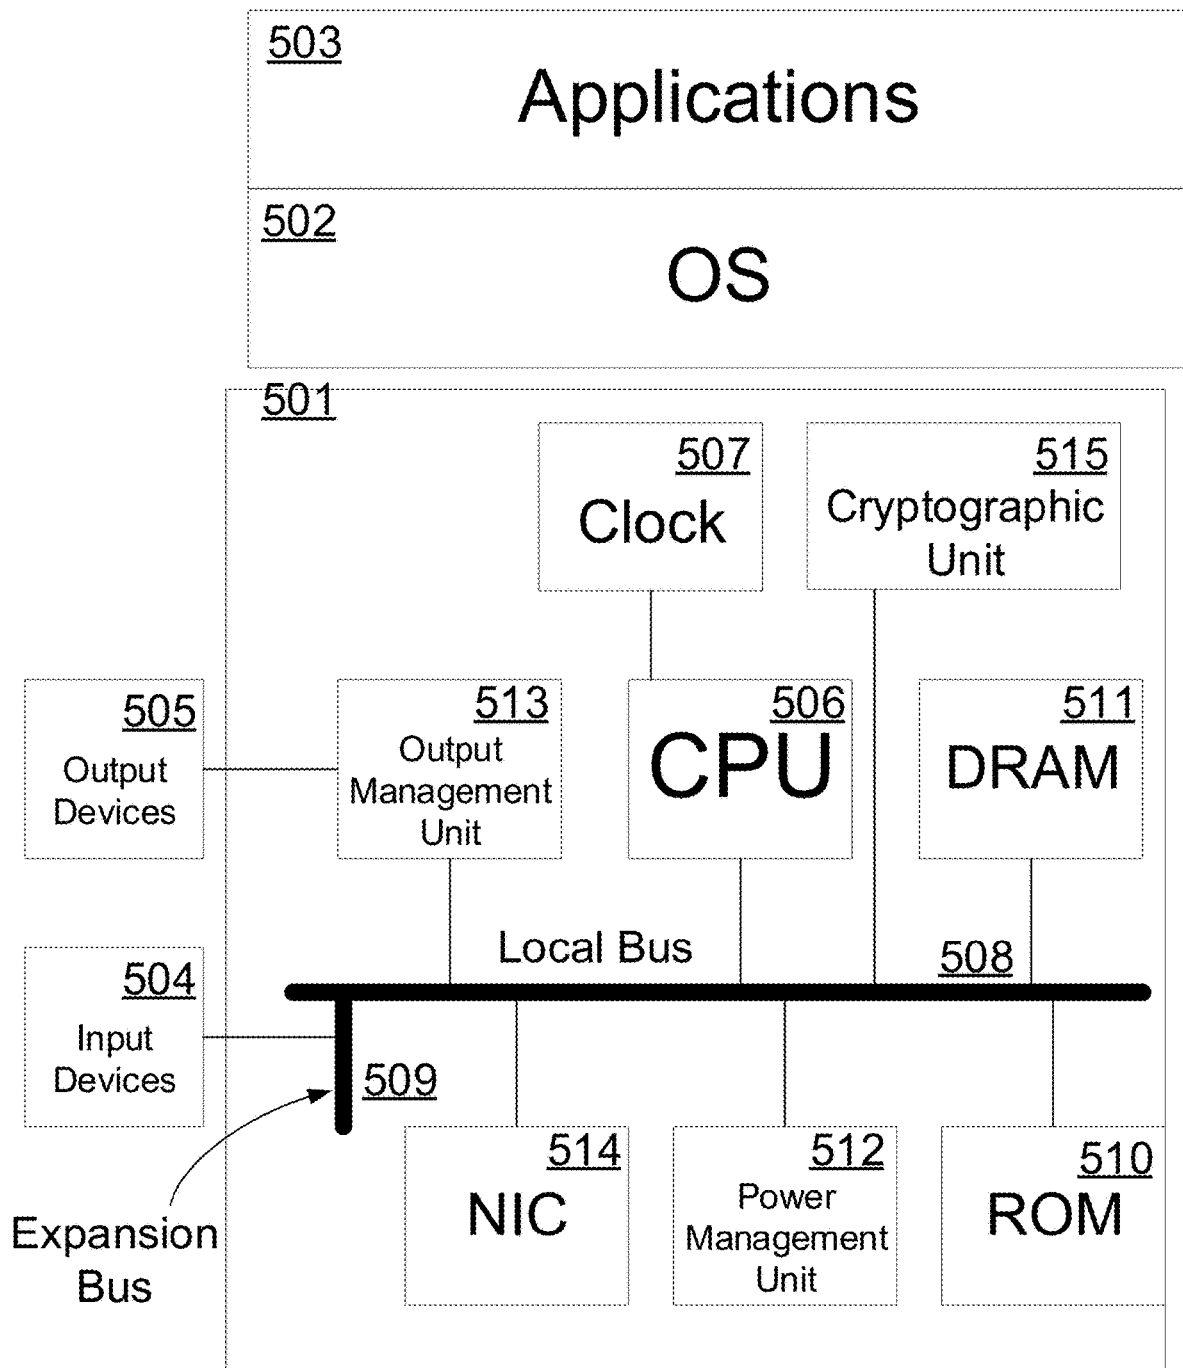 503
Applications
502
OS
501
507
Clock
515
Cryptographic
Unit
505
Output
Devices
513
Output
Management
Unit
506
CPU
511
DRAM
Local Bus
508
504
Input
Devices
509
Expansion
Bus
514
NIC
512
Power
Management
Unit
510
ROM